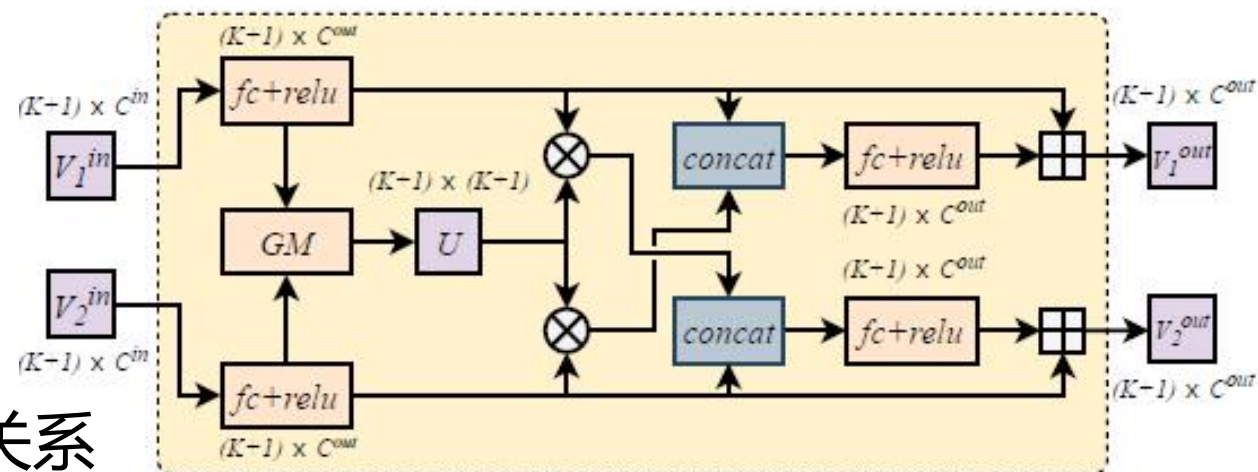 (K+1) x C^out
fc+relu
(K+1) x C^in
V₁^in
(K+1) x C^out
V₁^out
concat
fc+relu
(K+1) x C^out
(K+1) x (K+1)
GM
U
V₂^in
(K+1) x C^in
(K+1) x C^out
concat
fc+relu
V₂^out
(K+1) x C^out
fc+relu
(K+1) x C^out
关系